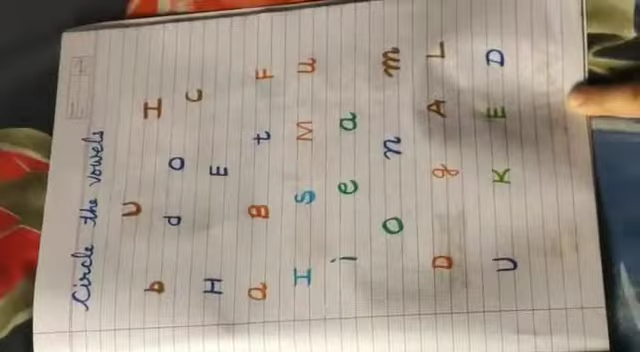 Circle the vowels
b U I
d O C
H E
a B t F
I S M u
i e a
O n m
D g A L
U K E D